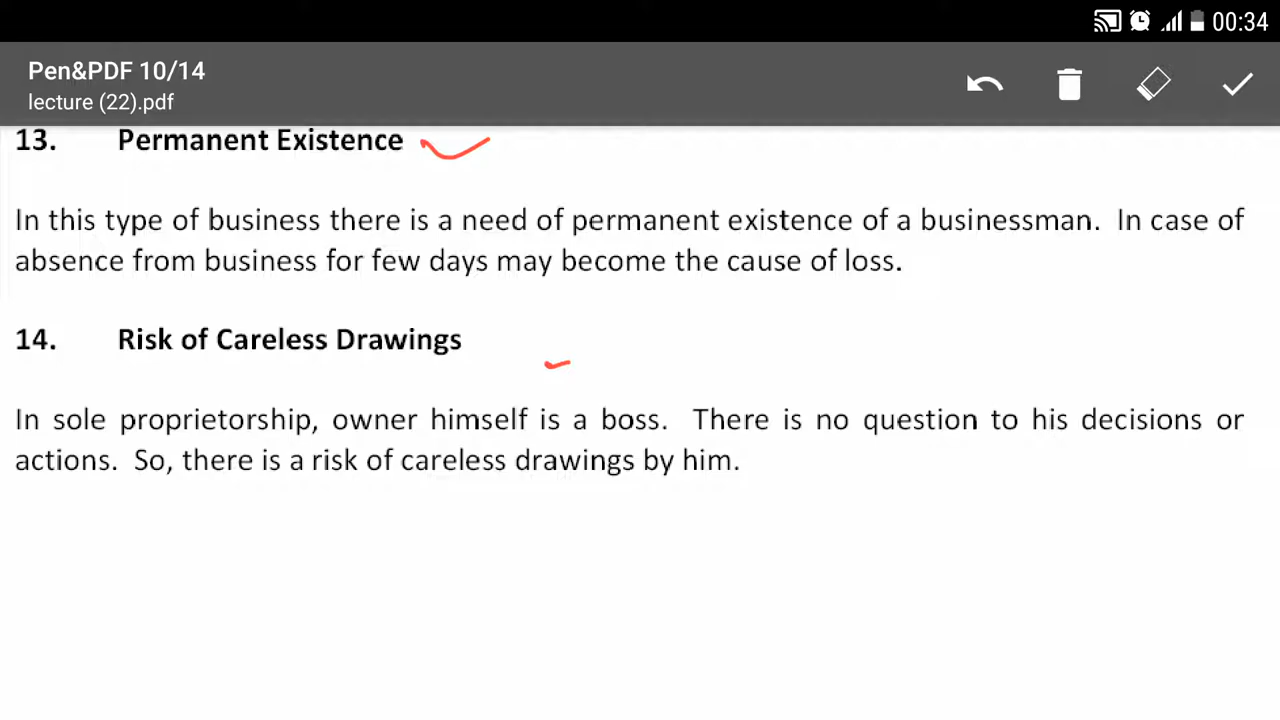 00:34
Pen&PDF 10/14
lecture (22).pdf
13. Permanent Existence
In this type of business there is a need of permanent existence of a businessman. In case of
absence from business for few days may become the cause of loss.
14. Risk of Careless Drawings
In sole proprietorship, owner himself is a boss. There is no question to his decisions or
actions. So, there is a risk of careless drawings by him.